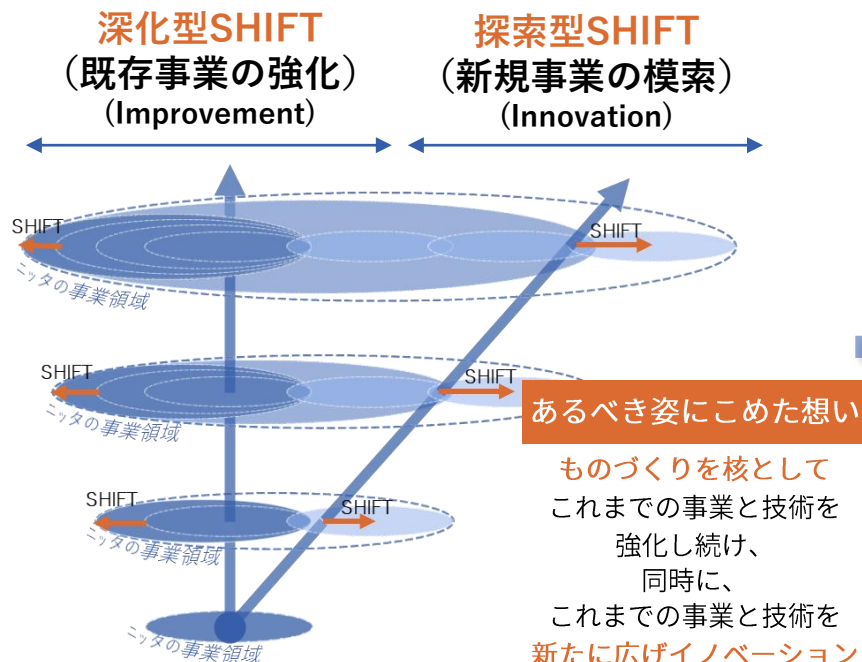 深化型SHIFT
（既存事業の強化）
(Improvement)
探索型SHIFT
（新規事業の模索）
(Innovation)
SHIFT
SHIFT
ニッタの事業領域
SHIFT
SHIFT
ニッタの事業領域
SHIFT
SHIFT
ニッタの事業領域
ニッタの事業領域
あるべき姿にこめた想い
ものづくりを核として
これまでの事業と技術を
強化し続け、
同時に、
これまでの事業と技術を
新たに広げイノベーション